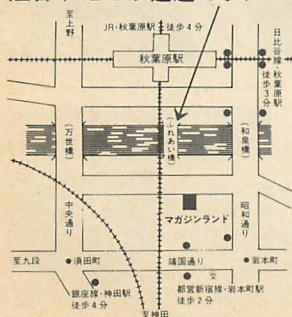 至上野
JR・秋葉原駅
徒歩4分
秋葉原駅
日比谷線・秋葉原駅
徒歩3分
(万世橋)
(ふれあい橋)
(和泉橋)
中央通り
マガジンランド
昭和通り
至九段
須田町
靖国通り
岩本町
文
銀座線・神田駅
徒歩4分
都営新宿線・岩本町駅
徒歩2分
至神田